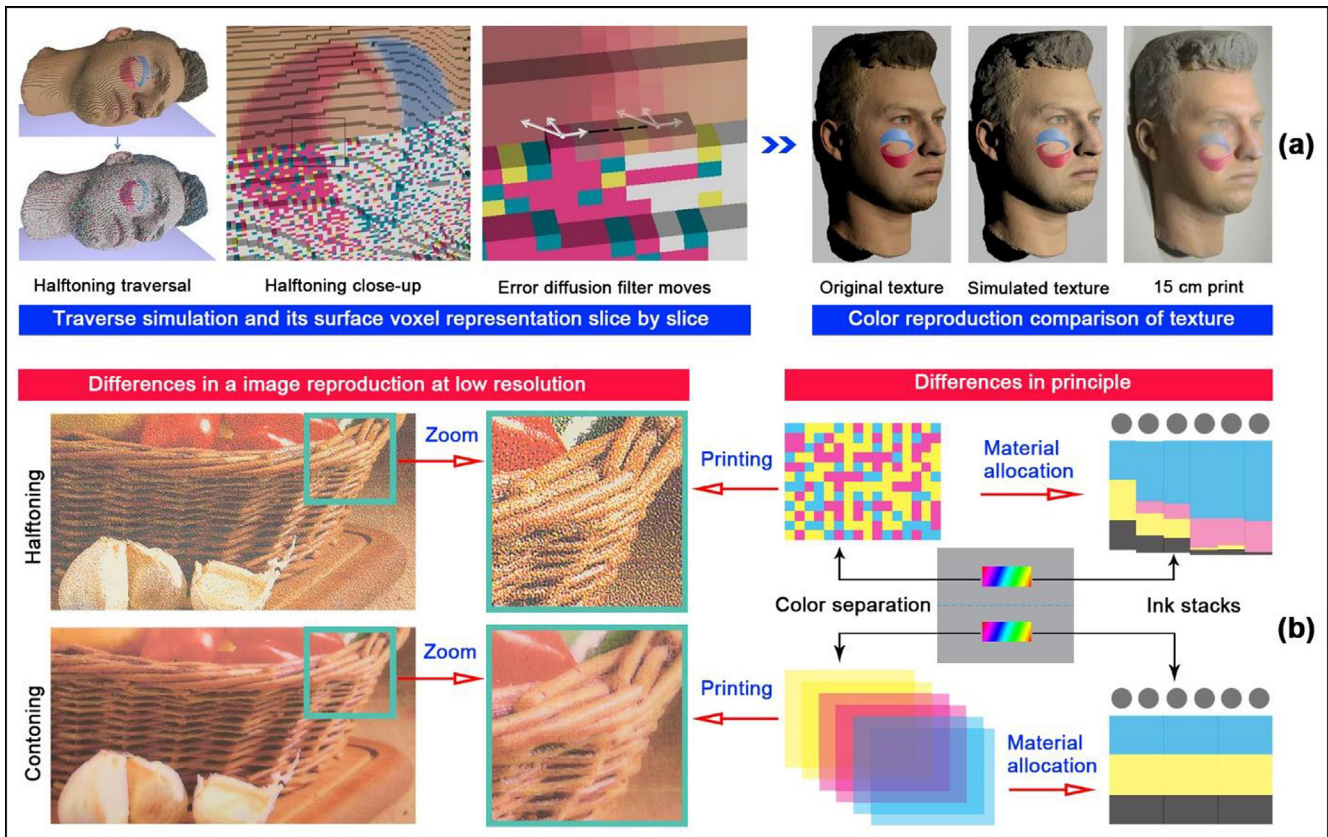 (a)
Halftoning traversal
Halftoning close-up
Error diffusion filter moves
Original texture
Simulated texture
15 cm print
Traverse simulation and its surface voxel representation slice by slice
Color reproduction comparison of texture
Differences in a image reproduction at low resolution
Differences in principle
Halftoning
Zoom
Printing
Material
allocation
Color separation
Ink stacks
(b)
Contoning
Zoom
Printing
Material
allocation